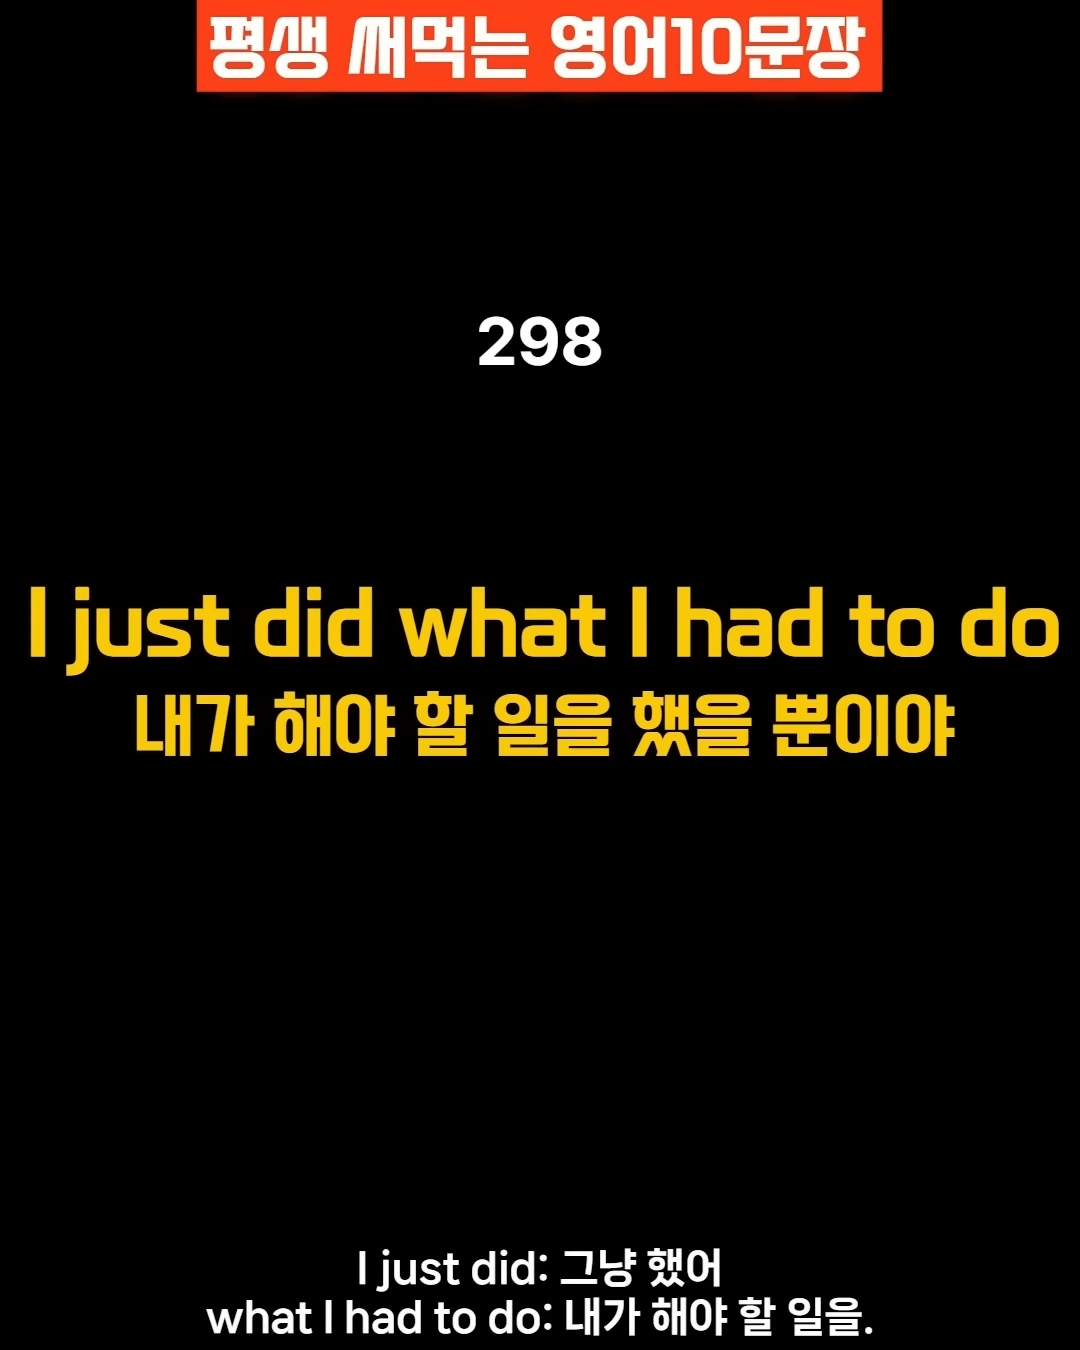 평생 써먹는 영어10문장
298
I just did what I had to do
내가 해야 할 일을 했을 뿐이야
I just did: 그냥 했어
what I had to do: 내가 해야 할 일을.